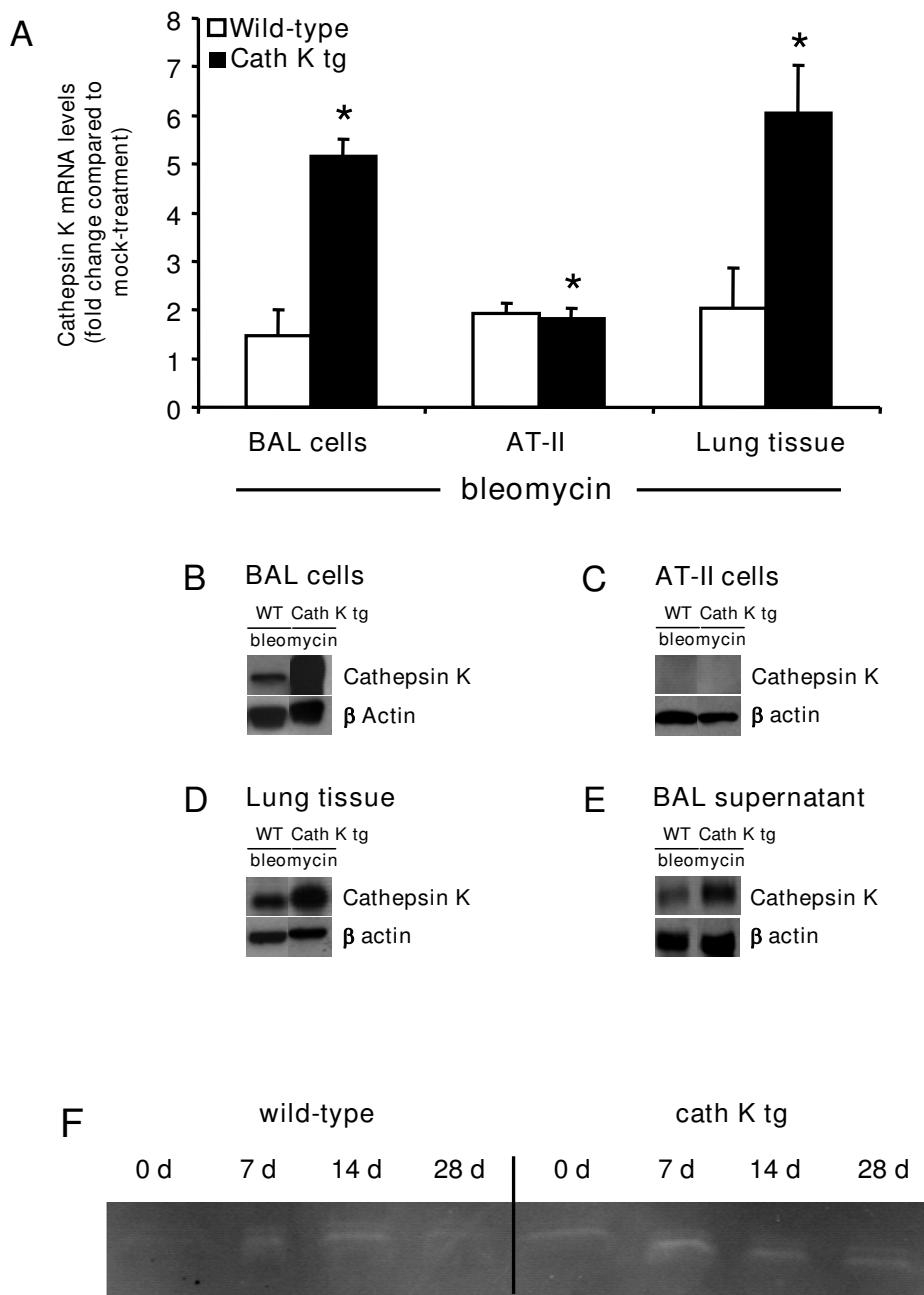 A
Wild-type
Cath K tg
Cathepsin K mRNA levels
(fold change compared to
mock-treatment)
8
7
6
5
4
3
2
1
0
*
*
*
BAL cells
AT-II
Lung tissue
bleomycin
B
BAL cells
WT
Cath K tg
bleomycin
Cathepsin K
β Actin
C
AT-II cells
WT
Cath K tg
bleomycin
Cathepsin K
β actin
D
Lung tissue
WT
Cath K tg
bleomycin
Cathepsin K
β actin
E
BAL supernatant
WT
Cath K tg
bleomycin
Cathepsin K
β actin
F
wild-type
cath K tg
0 d
7 d
14 d
28 d
0 d
7 d
14 d
28 d